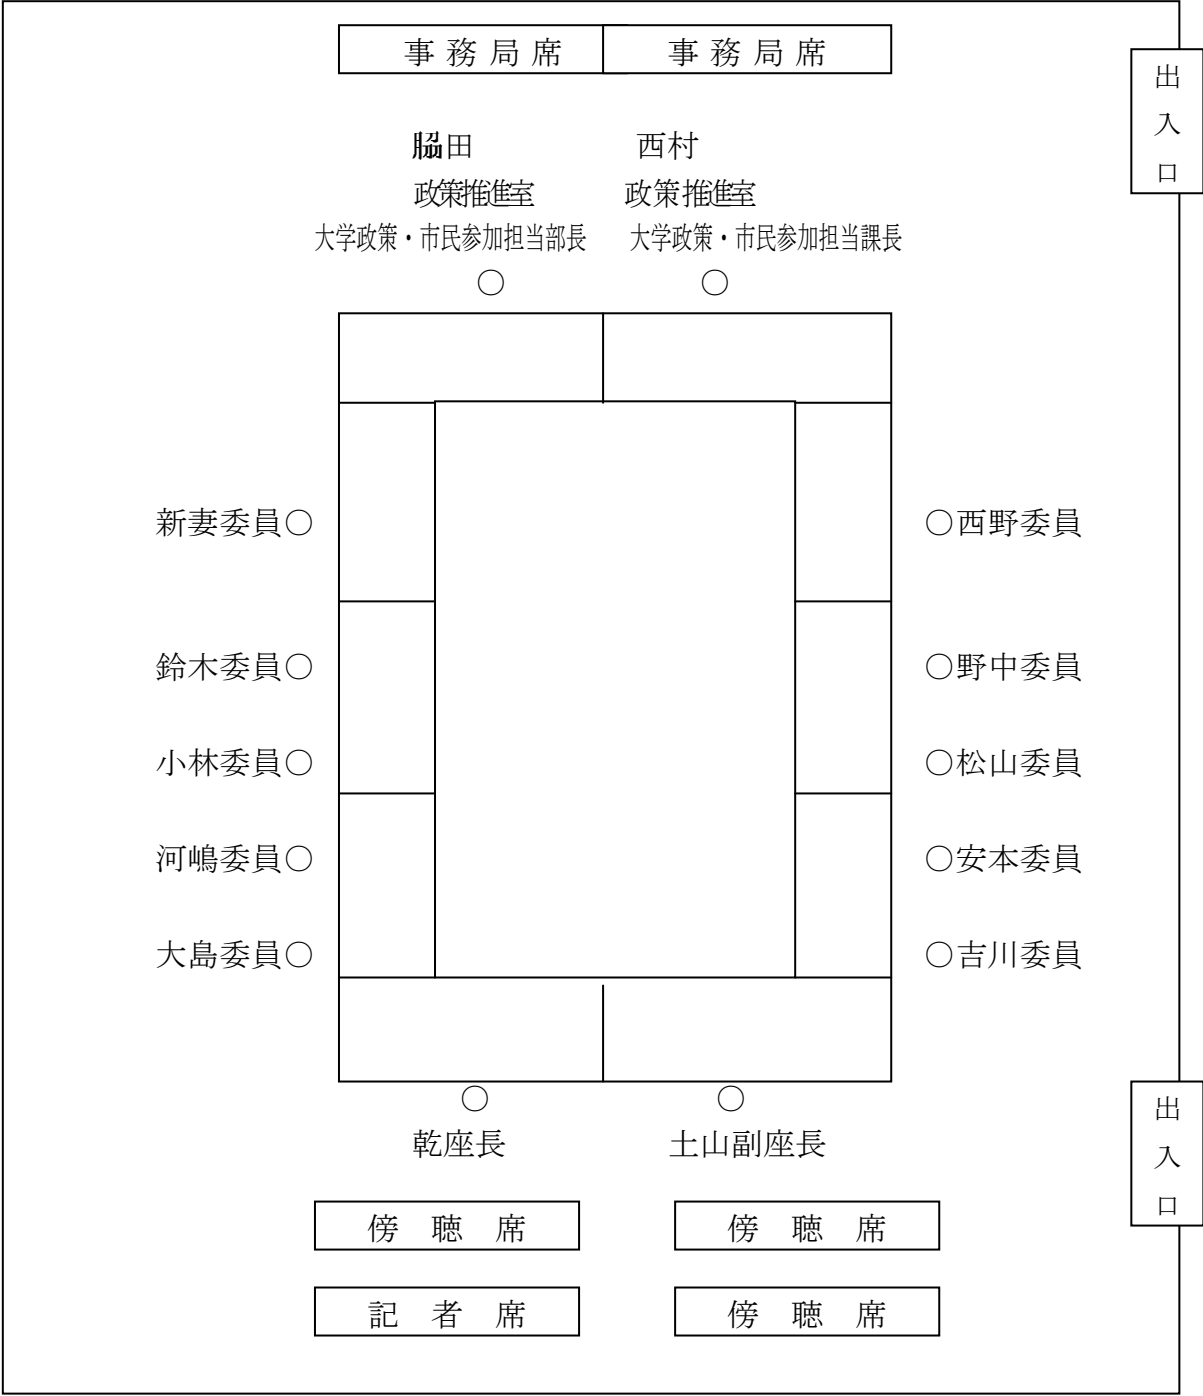 事務局席 事務局席
出
入
口
脇田 西村
政策推進室 政策推進室
大学政策・市民参加担当部長 大学政策・市民参加担当課長
○ ○
新妻委員○ ○西野委員
鈴木委員○ ○野中委員
小林委員○ ○松山委員
河嶋委員○ ○安本委員
大島委員○ ○吉川委員
○ ○
乾座長 土山副座長
出
入
口
傍聴席 傍聴席
記者席 傍聴席